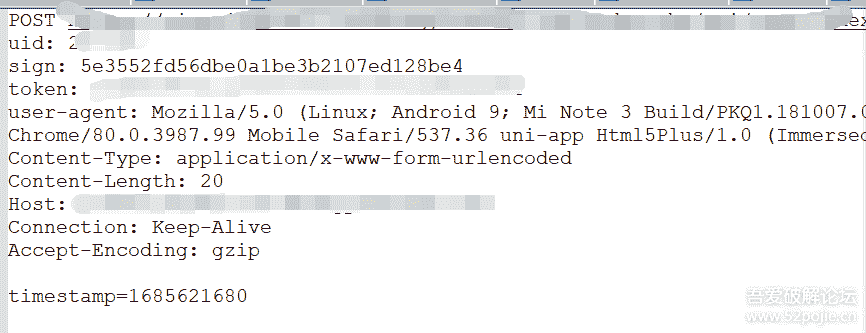 POST
uid: 2
sign: 5e3552fd56dbe0a1be3b2107ed128be4
token:
user-agent: Mozilla/5.0 (Linux; Android 9; Mi Note 3 Build/PKQ1.181007.0
Chrome/80.0.3987.99 Mobile Safari/537.36 uni-app Html5Plus/1.0 (Immersed
Content-Type: application/x-www-form-urlencoded
Content-Length: 20
Host:
Connection: Keep-Alive
Accept-Encoding: gzip
timestamp=1685621680
吾爱破解论坛
www.52pojie.cn